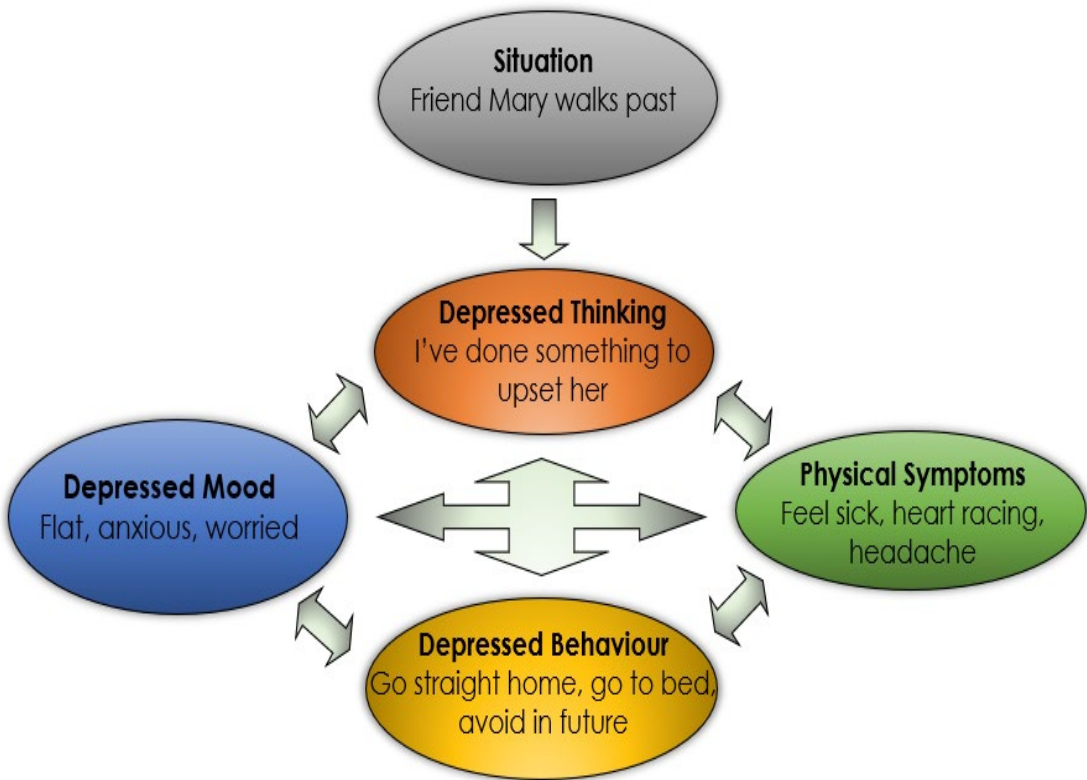 Situation
Friend Mary walks past
Depressed Thinking
I've done something to
upset her
Depressed Mood
Flat, anxious, worried
Physical Symptoms
Feel sick, heart racing,
headache
Depressed Behaviour
Go straight home, go to bed,
avoid in future